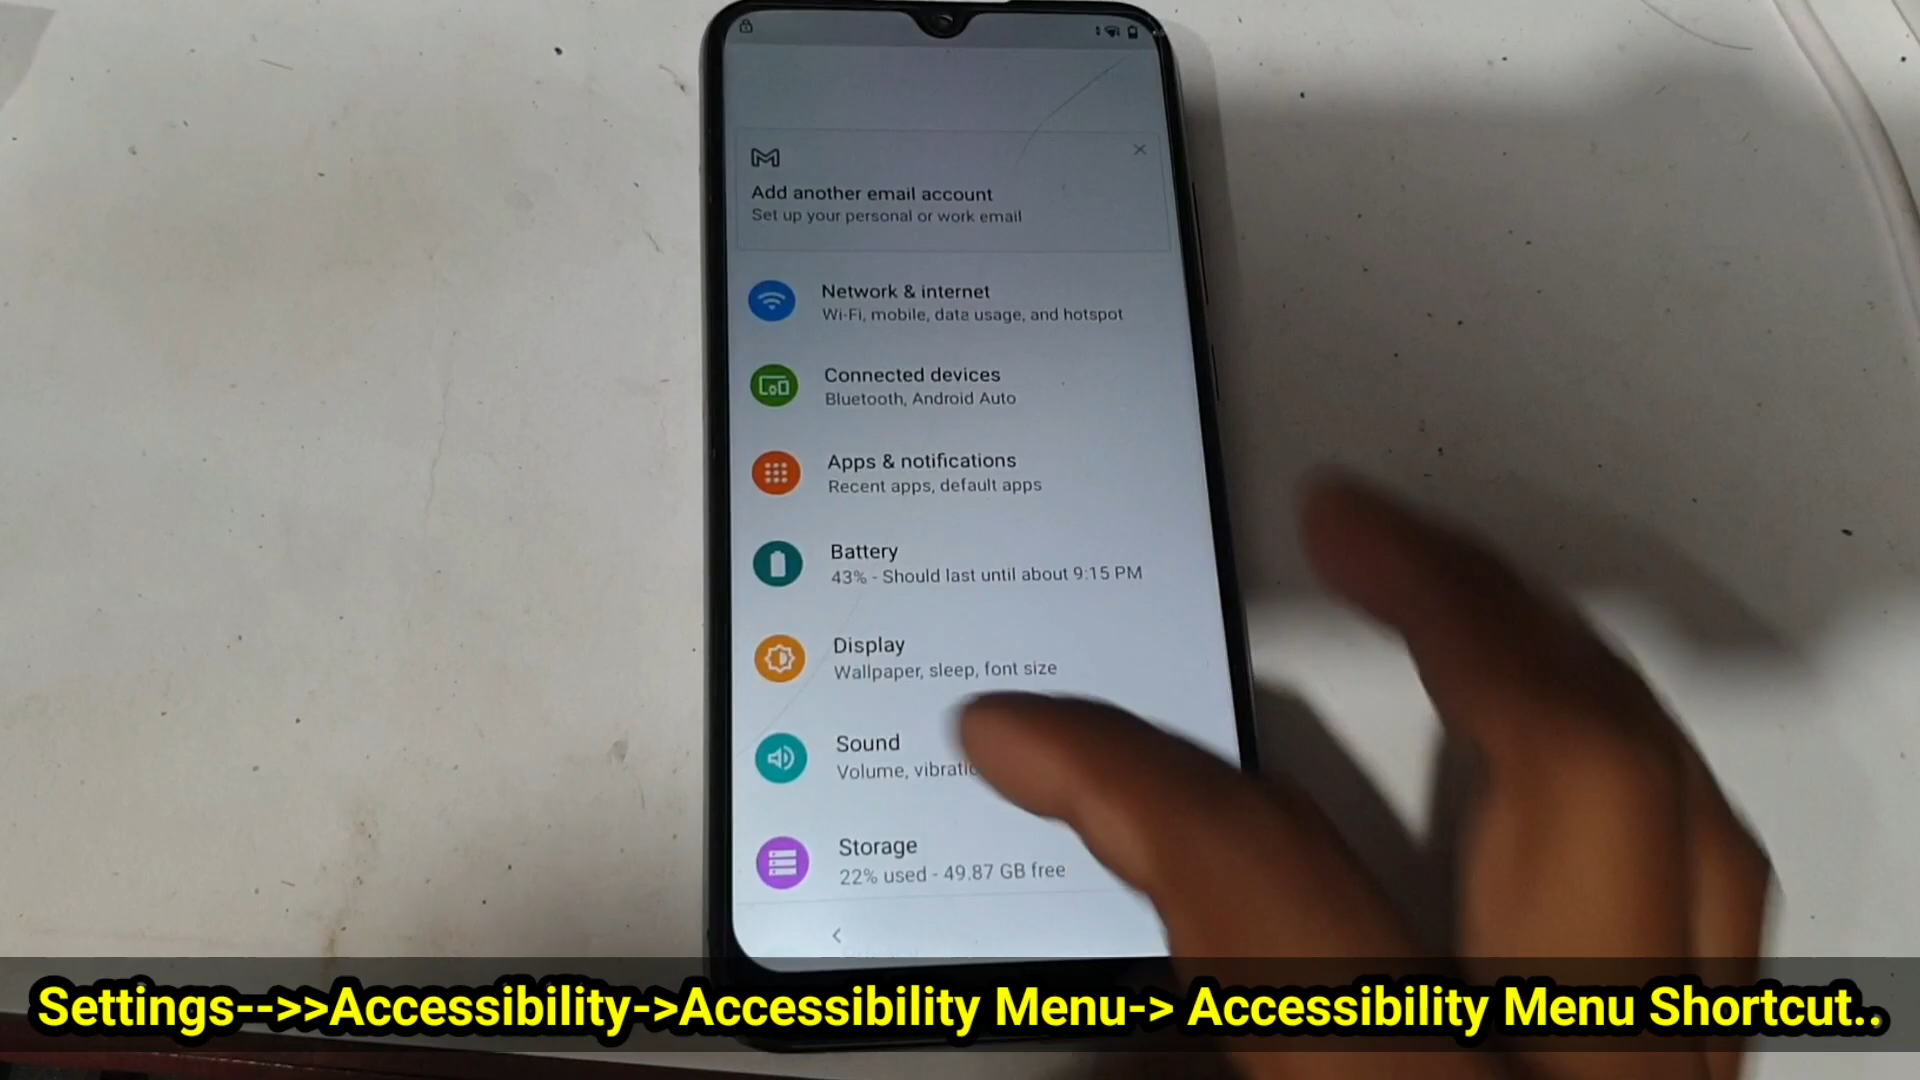 Add another email account
Set up your personal or work email
Network & internet
Wi-Fi, mobile, data usage, and hotspot
Connected devices
Bluetooth, Android Auto
Apps & notifications
Recent apps, default apps
Battery
43% - Should last until about 9:15 PM
Display
Wallpaper, sleep, font size
Sound
Volume,
Storage
22% used - 49.87 GB free
Settings-->>Accessibility->Accessibility Menu-> Accessibility Menu Shortcut..